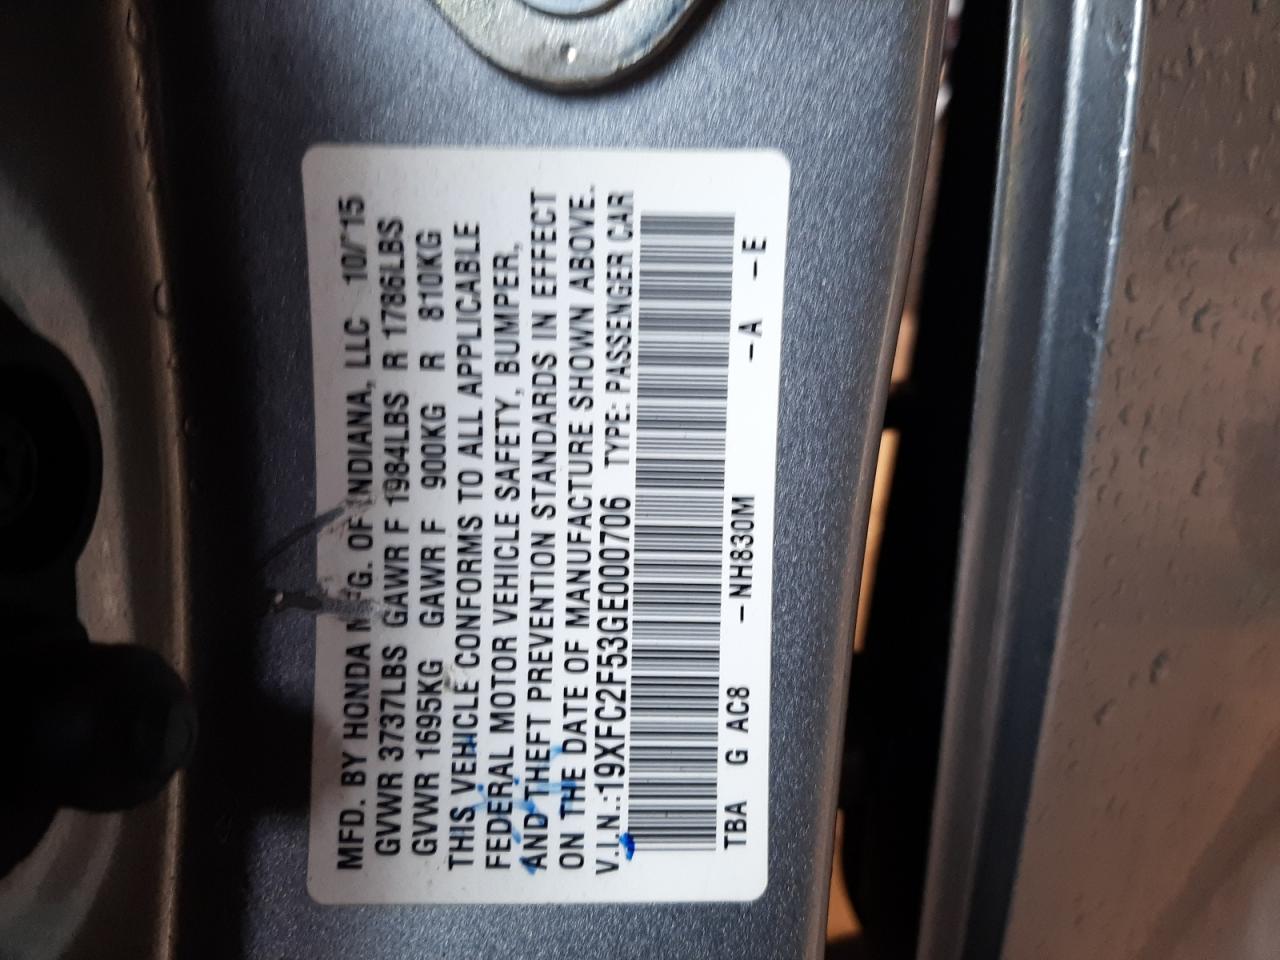 MFD. BY HONDA MFG. OF INDIANA, LLC 10/'15
GVWR 3737LBS GAWR F 1984LBS R 1786LBS
GVWR 1695KG GAWR F 900KG R 810KG
THIS VEHICLE CONFORMS TO ALL APPLICABLE
FEDERAL MOTOR VEHICLE SAFETY, BUMPER,
AND THEFT PREVENTION STANDARDS IN EFFECT
ON THE DATE OF MANUFACTURE SHOWN ABOVE.
V.I.N.:19XFC2F53GE000706 TYPE: PASSENGER CAR
TBA G AC8 -NH830M -A -E